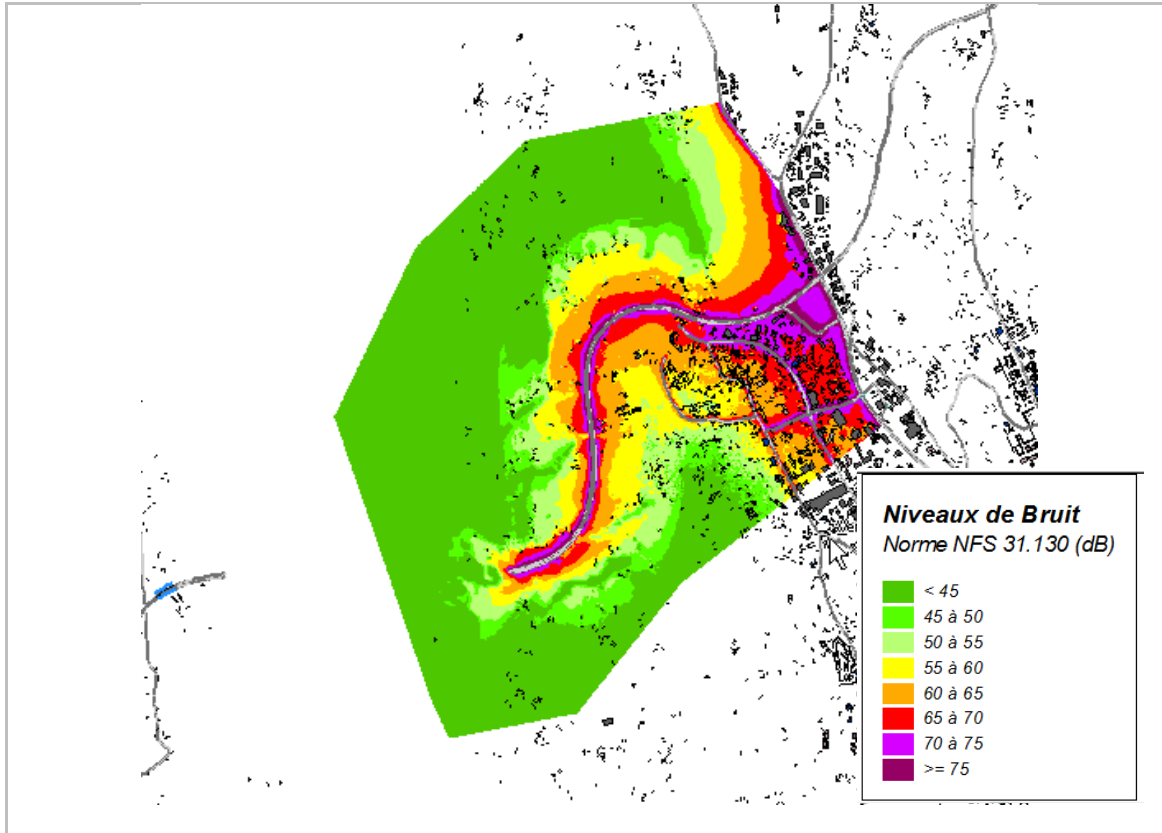 Niveaux de Bruit
Norme NFS 31.130 (dB)
< 45
45 à 50
50 à 55
55 à 60
60 à 65
65 à 70
70 à 75
>= 75